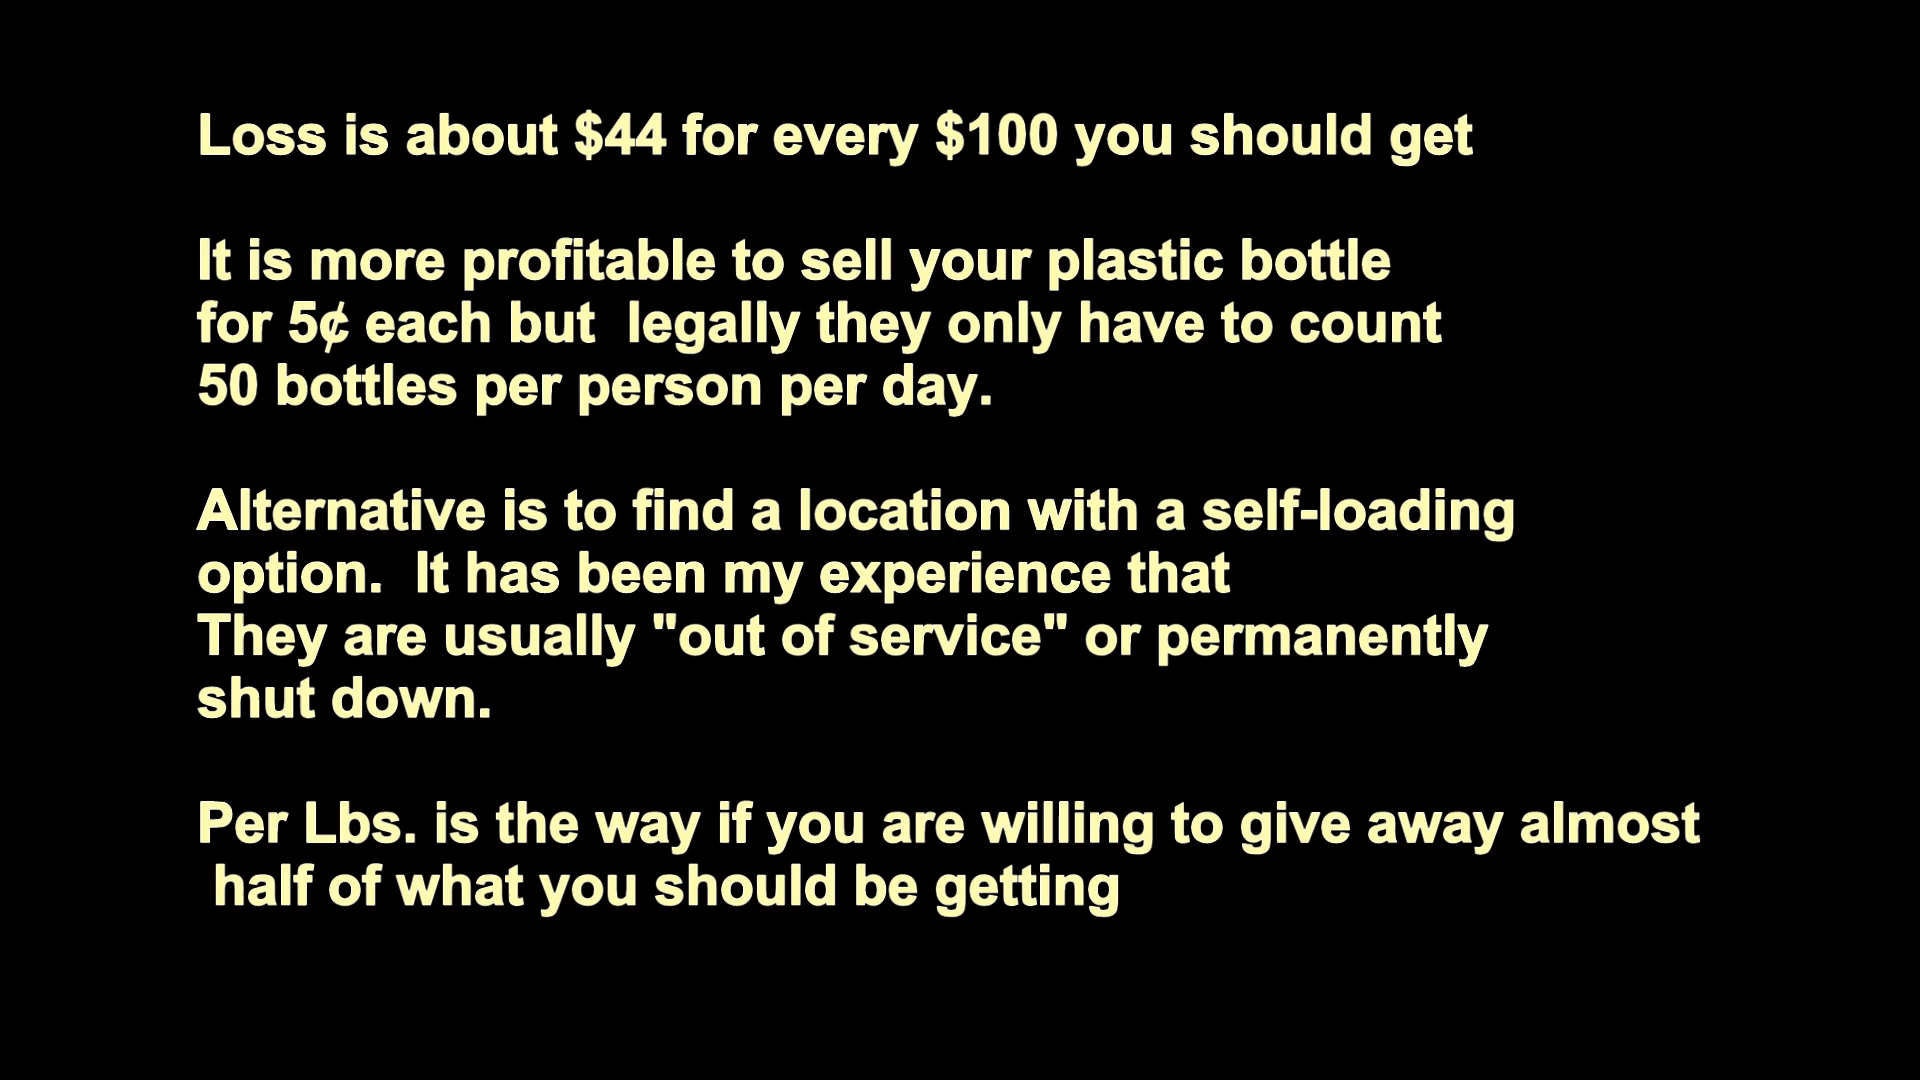 Loss is about $44 for every $100 you should get
It is more profitable to sell your plastic bottle
for 5¢ each but  legally they only have to count
50 bottles per person per day.
Alternative is to find a location with a self-loading
option.  It has been my experience that
They are usually "out of service" or permanently
shut down.
Per Lbs. is the way if you are willing to give away almost
half of what you should be getting